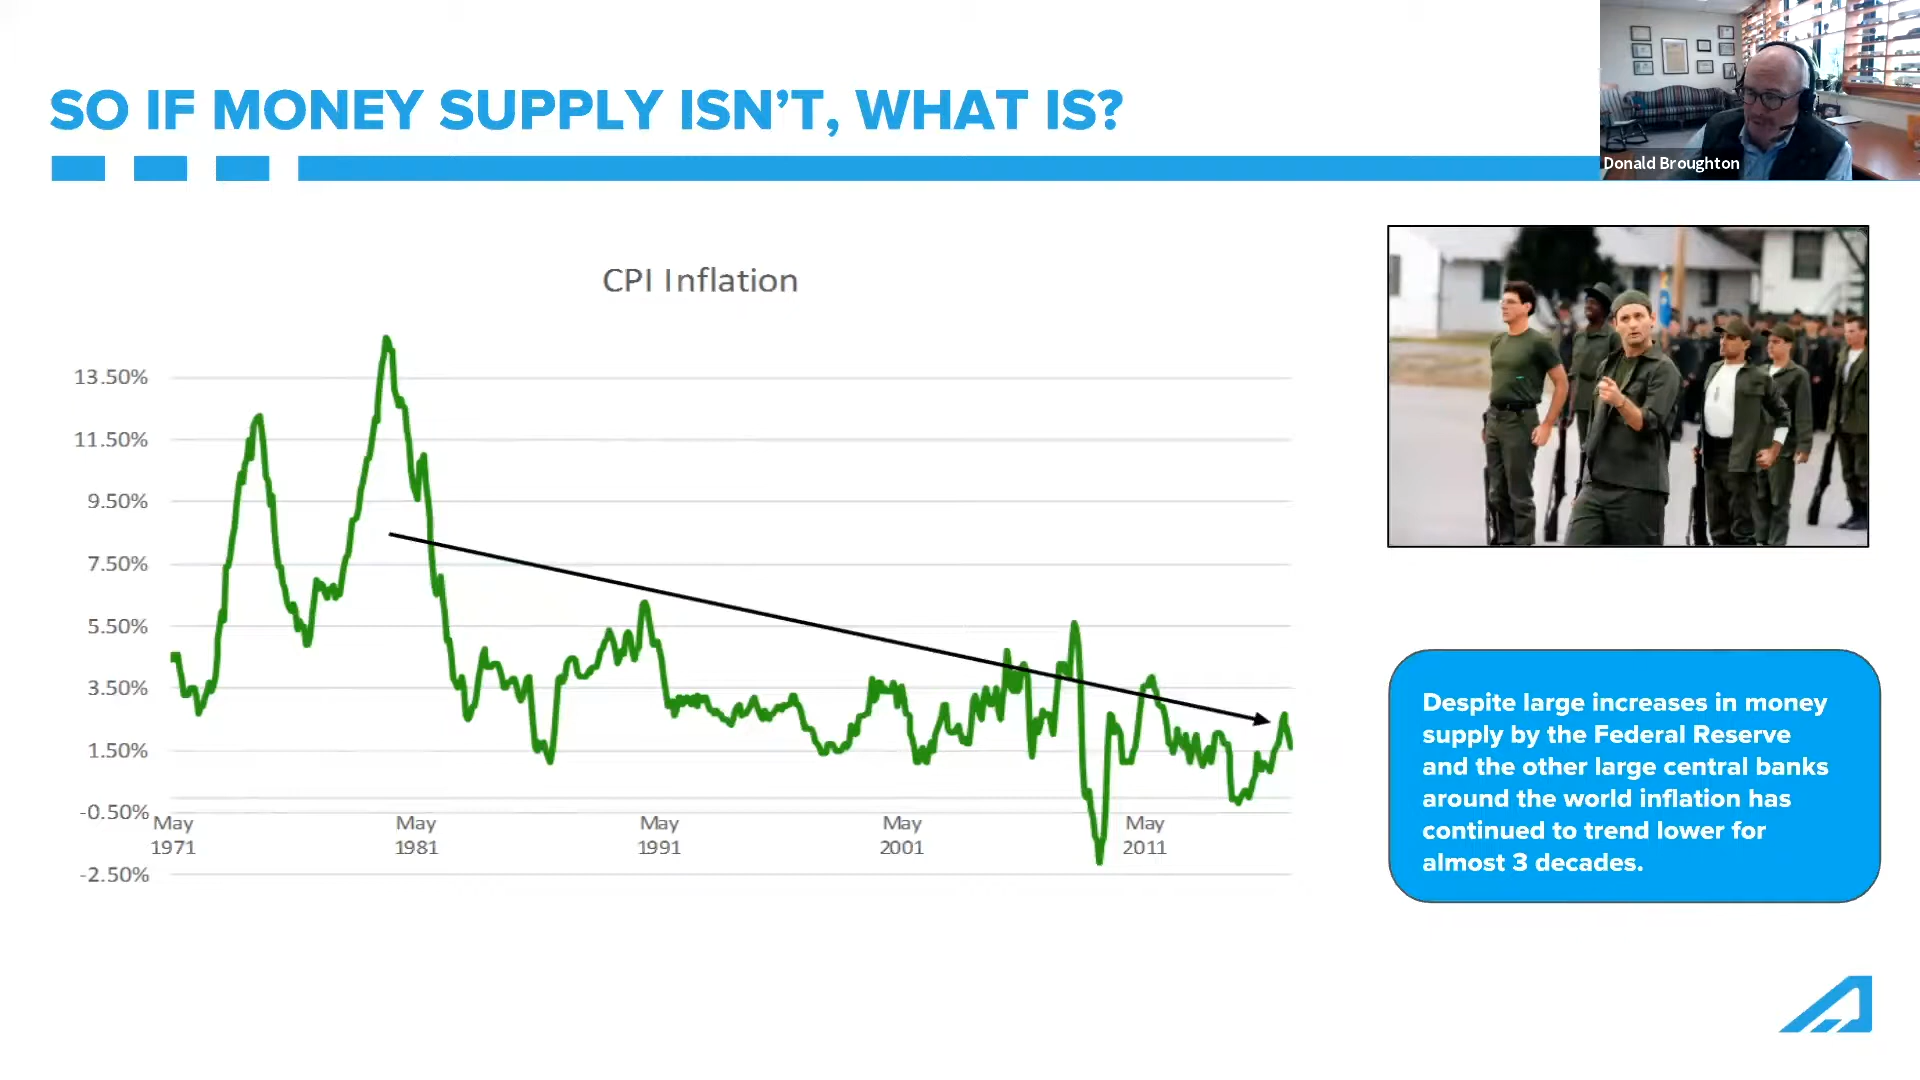 SO IF MONEY SUPPLY ISN’T, WHAT IS?
Donald Broughton
CPI Inflation
13.50%
11.50%
9.50%
7.50%
5.50%
3.50%
1.50%
-0.50%
-2.50%
May
1971
May
1981
May
1991
May
2001
May
2011
Despite large increases in money
supply by the Federal Reserve
and the other large central banks
around the world inflation has
continued to trend lower for
almost 3 decades.